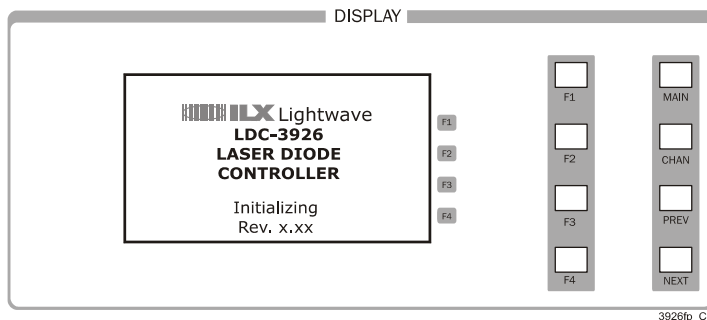 DISPLAY
ILX Lightwave
LDC-3926
LASER DIODE
CONTROLLER
Initializing
Rev. x.xx
F1
F2
F3
F4
F1
F2
F3
F4
MAIN
CHAN
PREV
NEXT
3926fp_C